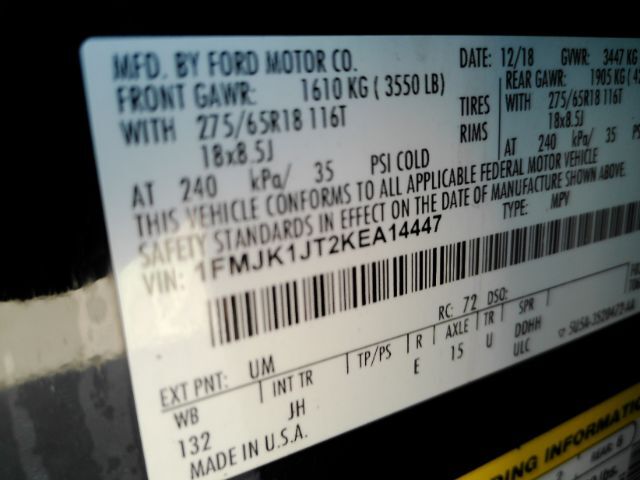 MFD. BY FORD MOTOR CO.
DATE: 12/18 GVWR: 3447 KG
FRONT GAWR: 1610 KG ( 3550 LB)
REAR GAWR: 1905 KG
WITH 275/65R18 116T TIRES WITH 275/65R18 116T
18x8.5J RIMS 18x8.5J
AT 240 kPa/ 35 PSI COLD AT 240 kPa/ 35
THIS VEHICLE CONFORMS TO ALL APPLICABLE FEDERAL MOTOR VEHICLE
SAFETY STANDARDS IN EFFECT ON THE DATE OF MANUFACTURE SHOWN ABOVE.
VIN: 1FMJK1JT2KEA14447 TYPE: MPV
RC: 72 DSO:
EXT PNT: UM
WB INT TR TP/PS R AXLE TR SPR
132 JH E 15 U DDHH
ULC
MADE IN U.S.A.
DING INFORMATION
REAR